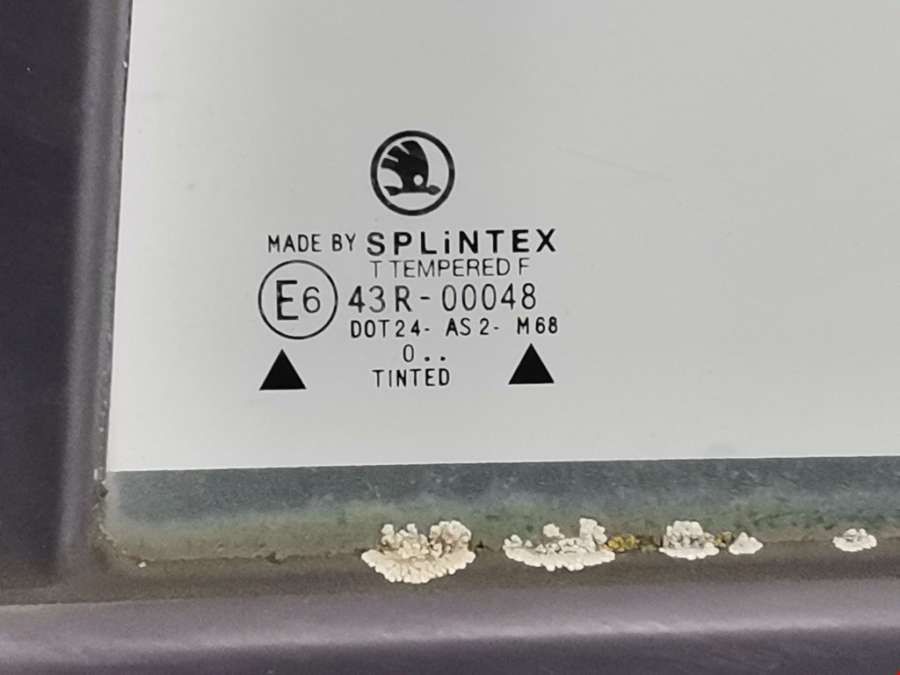 MADE BY SPLiNTEX
T TEMPERED F
E6 43R-00048
DOT24- AS2- M68
0..
TINTED